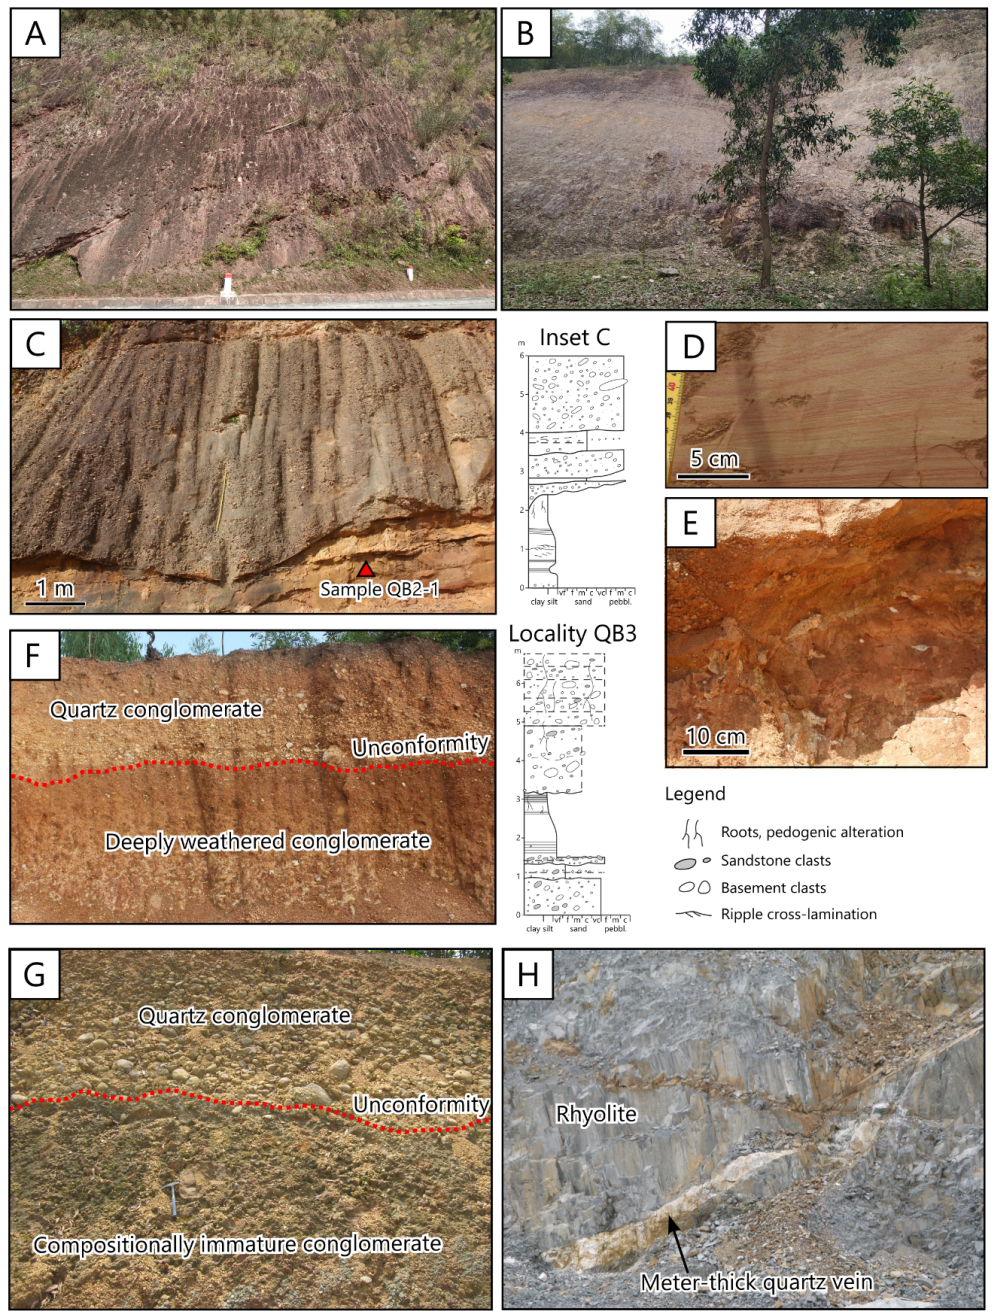 A
B
C
1 m
Sample QB2-1
Inset C
m
6
5
4
3
2
1
0
vf f m c vc f m c
clay silt sand pebbl.
D
5 cm
E
10 cm
F
Quartz conglomerate
Unconformity
Deeply weathered conglomerate
Locality QB3
m
6
5
4
3
2
1
0
vf f m c vc f m c
clay silt sand pebbl.
Legend
Roots, pedogenic alteration
Sandstone clasts
Basement clasts
Ripple cross-lamination
G
Quartz conglomerate
Unconformity
Compositionally immature conglomerate
H
Rhyolite
Meter-thick quartz vein